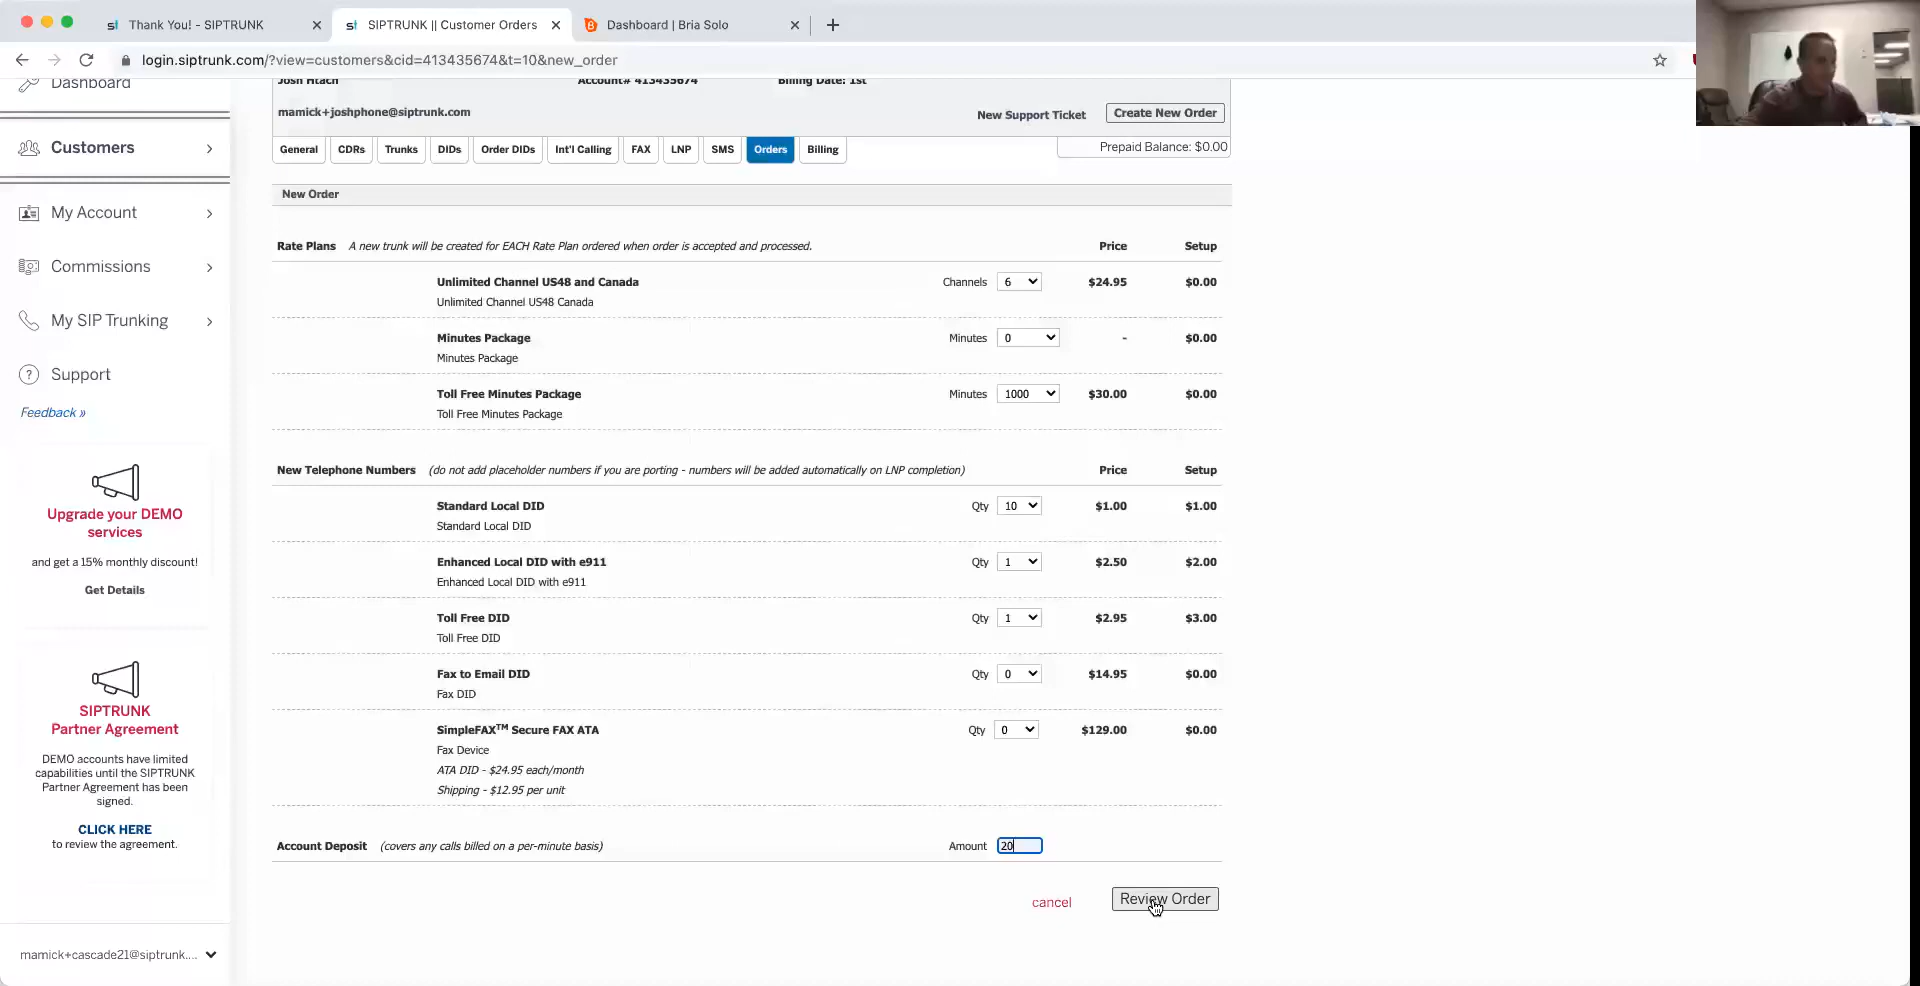 Thank You! - SIPTRUNK
SIPTRUNK || Customer Orders
Dashboard | Bria Solo
login.siptrunk.com/?view=customers&cid=413435674&t=10&new_order
Dashboard
Customers
My Account
Commissions
My SIP Trunking
Support
Feedback »
Upgrade your DEMO
services
and get a 15% monthly discount!
Get Details
SIPTRUNK
Partner Agreement
DEMO accounts have limited
capabilities until the SIPTRUNK
Partner Agreement has been
signed.
CLICK HERE
to review the agreement.
mamick+cascade21@siptrunk....
Josh Htach Account# 413435674 Billing Date: 1st
mamick+joshphone@siptrunk.com New Support Ticket Create New Order
General CDRs Trunks DIDs Order DIDs Int'l Calling FAX LNP SMS Orders Billing Prepaid Balance: $0.00
New Order
Rate Plans A new trunk will be created for EACH Rate Plan ordered when order is accepted and processed. Price Setup
Unlimited Channel US48 and Canada Channels 6 $24.95 $0.00
Unlimited Channel US48 Canada
Minutes Package Minutes 0 - $0.00
Minutes Package
Toll Free Minutes Package Minutes 1000 $30.00 $0.00
Toll Free Minutes Package
New Telephone Numbers (do not add placeholder numbers if you are porting - numbers will be added automatically on LNP completion) Price Setup
Standard Local DID Qty 10 $1.00 $1.00
Standard Local DID
Enhanced Local DID with e911 Qty 1 $2.50 $2.00
Enhanced Local DID with e911
Toll Free DID Qty 1 $2.95 $3.00
Toll Free DID
Fax to Email DID Qty 0 $14.95 $0.00
Fax DID
SimpleFAX™ Secure FAX ATA Qty 0 $129.00 $0.00
Fax Device
ATA DID - $24.95 each/month
Shipping - $12.95 per unit
Account Deposit (covers any calls billed on a per-minute basis) Amount 20
cancel Review Order